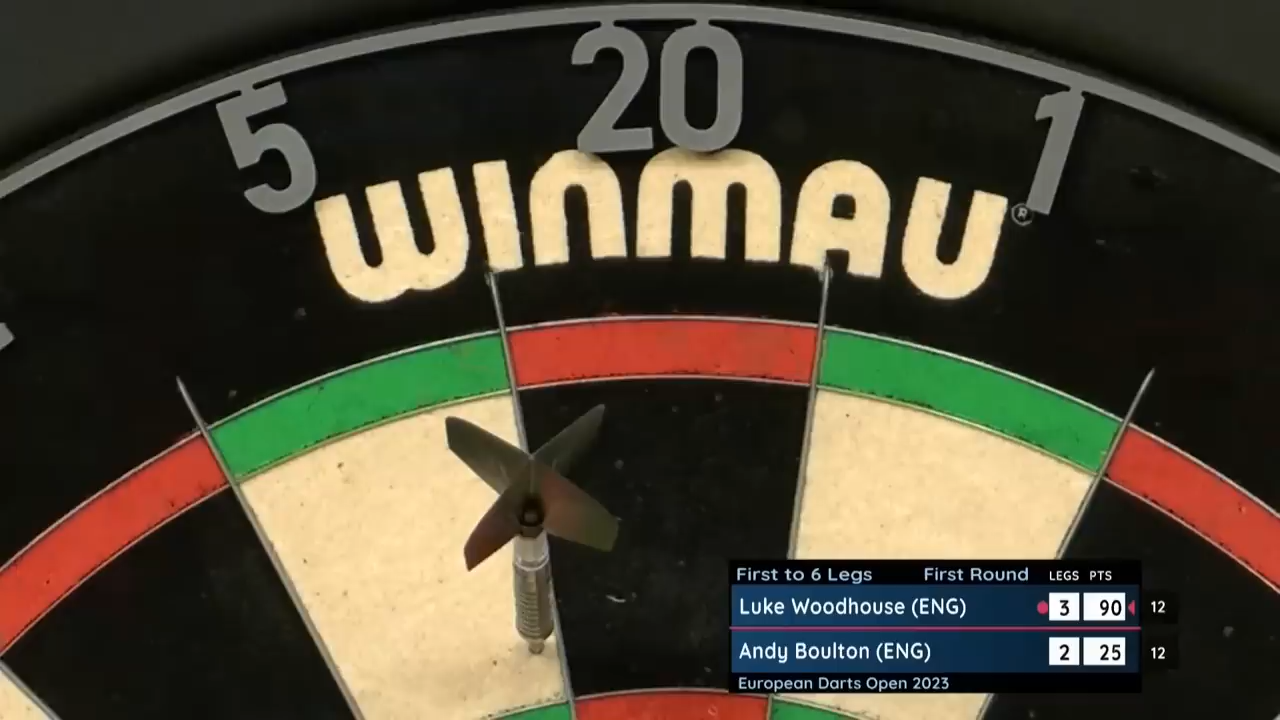 5 20 1
WINMAU®
First to 6 Legs First Round LEGS PTS
Luke Woodhouse (ENG) 3 90 12
Andy Boulton (ENG) 2 25 12
European Darts Open 2023